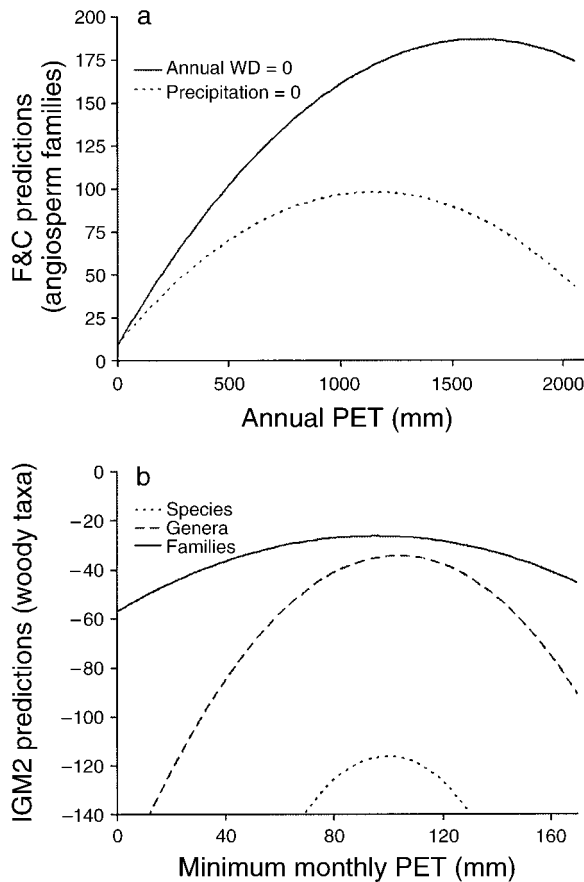 a
200
175
150
125
100
75
50
25
0
Annual WD = 0
Precipitation = 0
F&C predictions
(angiosperm families)
0
500
1000
1500
2000
Annual PET (mm)
b
0
−20
−40
−60
−80
−100
−120
−140
Species
Genera
Families
IGM2 predictions (woody taxa)
0
40
80
120
160
Minimum monthly PET (mm)